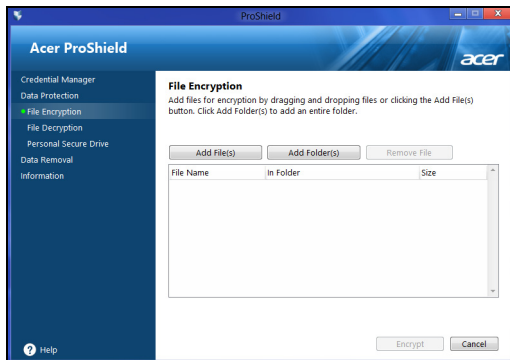 ProShield
Acer ProShield
acer
Credential Manager
Data Protection
File Encryption
File Decryption
Personal Secure Drive
Data Removal
Information
Help
File Encryption
Add files for encryption by dragging and dropping files or clicking the Add File(s)
button. Click Add Folder(s) to add an entire folder.
Add File(s) Add Folder(s) Remove File
File Name In Folder Size
Encrypt Cancel